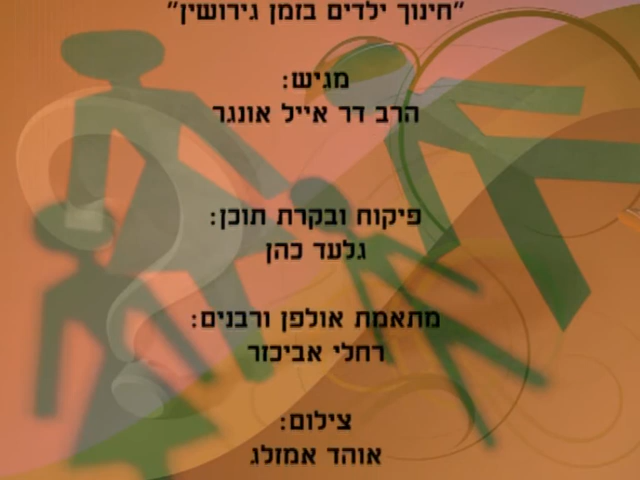 "חינוך ילדים בזמן גירושין"
מגיש:
הרב דר אייל אונגר
פיקוח ובקרת תוכן:
גלעד כהן
מתאמת אולפן ורבנים:
רחלי אביכזר
צילום:
אוהד אמזלג